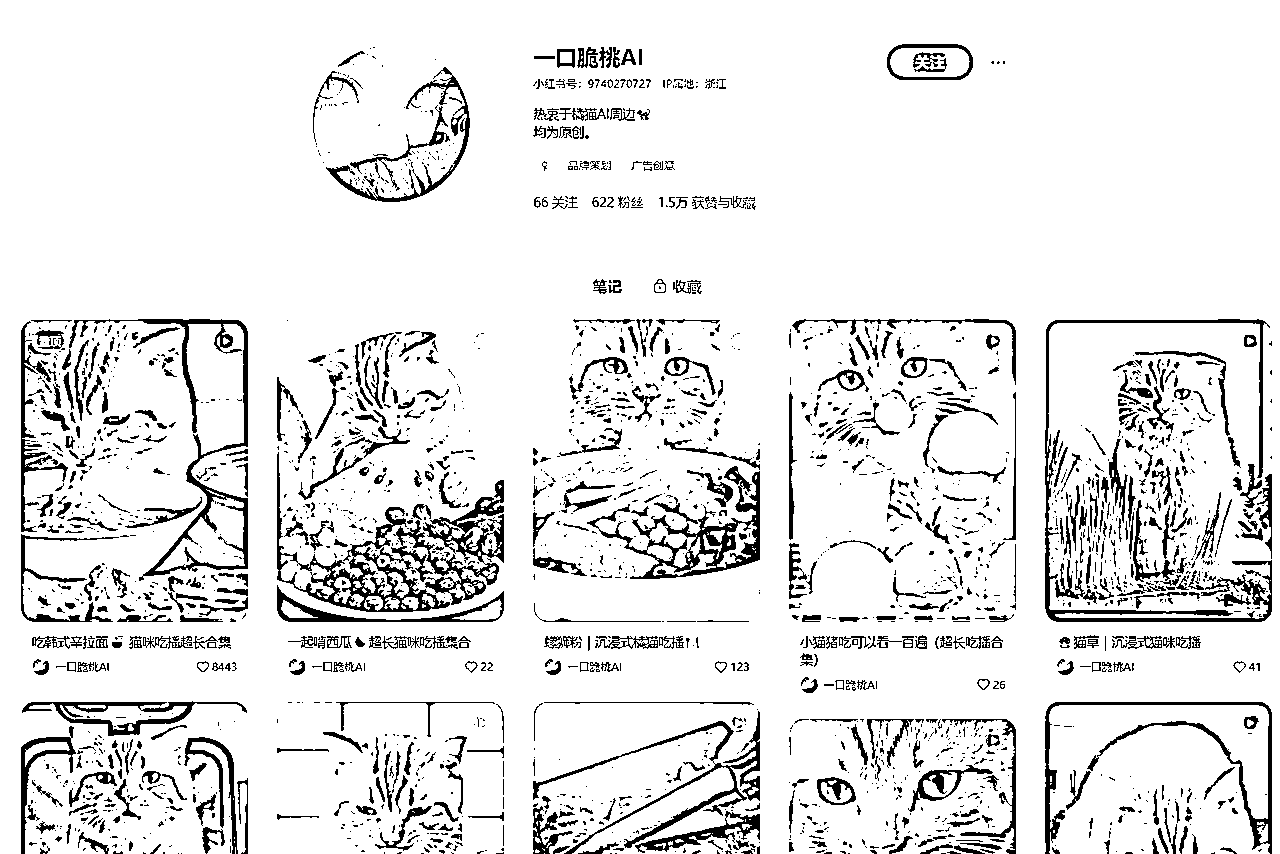 一口脆桃AI
关注
小红书号：9740270727 IP属地：浙江
热衷于橘猫AI周边
均为原创。
品牌策划 广告创意
66 关注 622 粉丝 1.5万 获赞与收藏
笔记 收藏
置顶
吃韩式辛拉面 猫咪吃播超长合集
一口脆桃AI 8443
一起啃西瓜 超长猫咪吃播集合
一口脆桃AI 22
螺蛳粉｜沉浸式橘猫吃播
一口脆桃AI 123
小猫猪吃可以看一百遍（超长吃播合
集）
一口脆桃AI 26
猫草｜沉浸式猫咪吃播
一口脆桃AI 41